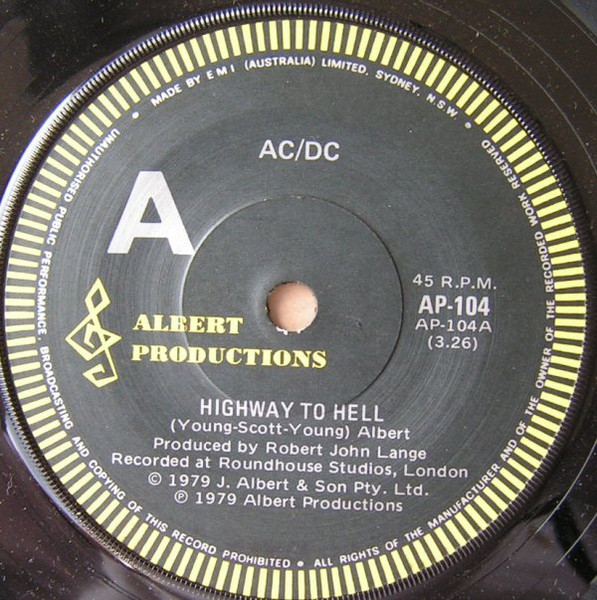 MADE BY E M I (AUSTRALIA) LIMITED, SYDNEY, N.S.W. •
ALL RIGHTS OF THE MANUFACTURER AND OF THE OWNER OF THE RECORDED WORK RESERVED
UNAUTHORISED PUBLIC PERFORMANCE, BROADCASTING AND COPYING OF THIS RECORD PROHIBITED •
AC/DC
A
45 R.P.M.
AP-104
AP-104A
(3.26)
ALBERT
PRODUCTIONS
HIGHWAY TO HELL
(Young-Scott-Young) Albert
Produced by Robert John Lange
Recorded at Roundhouse Studios, London
© 1979 J. Albert & Son Pty. Ltd.
℗ 1979 Albert Productions